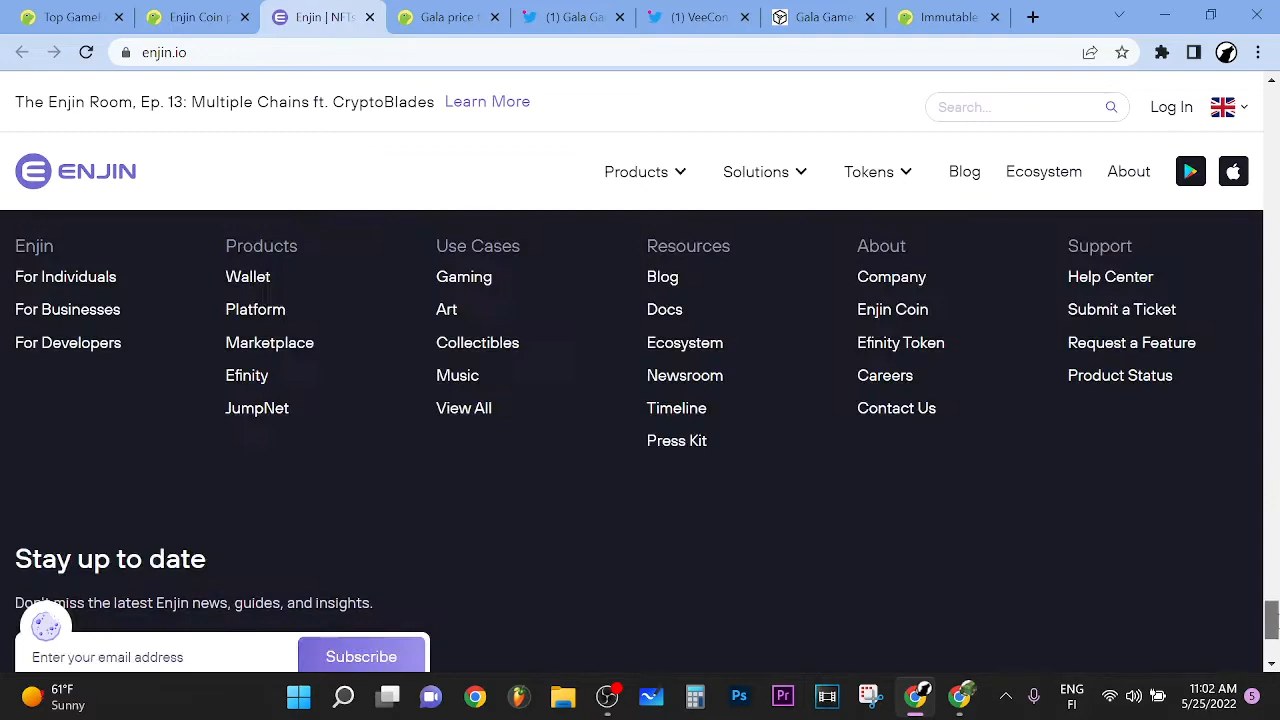 Top Game
Enjin Coin p
Enjin | NFTs
Gala price t
(1) Gala Ga
(1) VeeCon
Gala Game
Immutable
enjin.io
The Enjin Room, Ep. 13: Multiple Chains ft. CryptoBlades Learn More
Search...
Log In
ENJIN
Products
Solutions
Tokens
Blog
Ecosystem
About
Enjin
For Individuals
For Businesses
For Developers
Products
Wallet
Platform
Marketplace
Efinity
JumpNet
Use Cases
Gaming
Art
Collectibles
Music
View All
Resources
Blog
Docs
Ecosystem
Newsroom
Timeline
Press Kit
About
Company
Enjin Coin
Efinity Token
Careers
Contact Us
Support
Help Center
Submit a Ticket
Request a Feature
Product Status
Stay up to date
Don't miss the latest Enjin news, guides, and insights.
Enter your email address
Subscribe
61°F
Sunny
Ps
Pr
ENG
FI
11:02 AM
5/25/2022
5